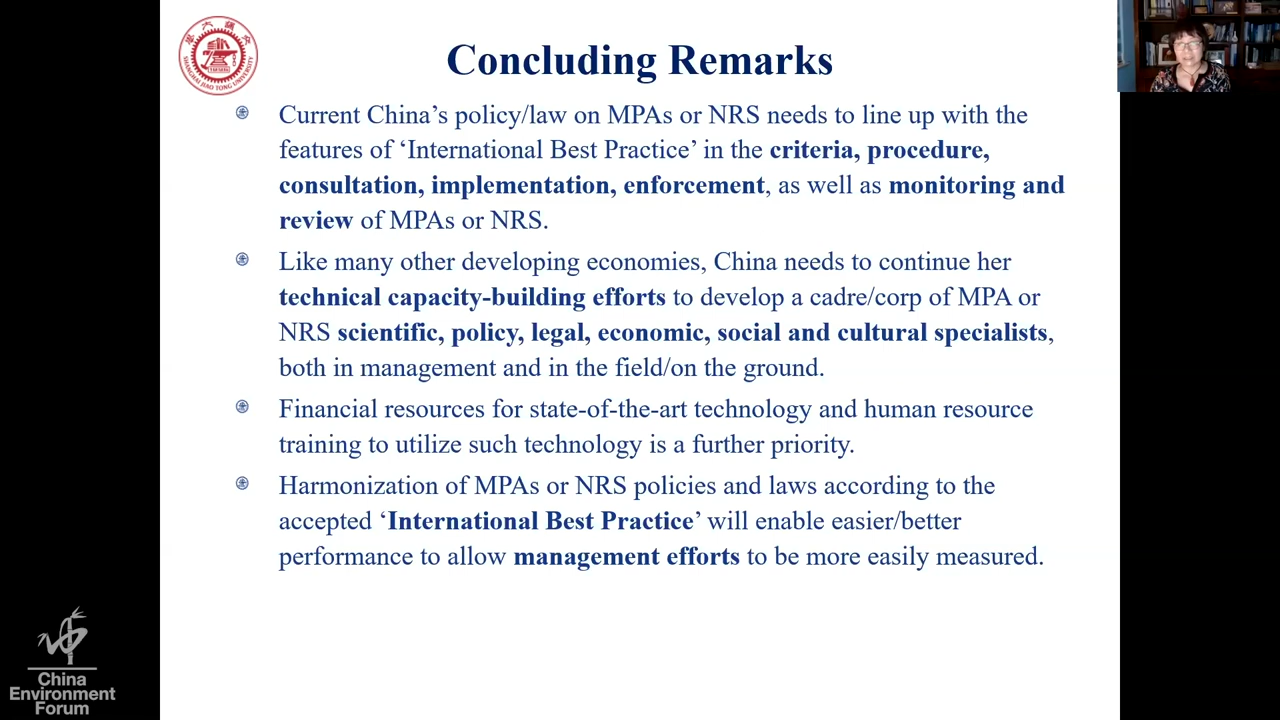 Concluding Remarks
Current China’s policy/law on MPAs or NRS needs to line up with the
features of ‘International Best Practice’ in the criteria, procedure,
consultation, implementation, enforcement, as well as monitoring and
review of MPAs or NRS.
Like many other developing economies, China needs to continue her
technical capacity-building efforts to develop a cadre/corp of MPA or
NRS scientific, policy, legal, economic, social and cultural specialists,
both in management and in the field/on the ground.
Financial resources for state-of-the-art technology and human resource
training to utilize such technology is a further priority.
Harmonization of MPAs or NRS policies and laws according to the
accepted ‘International Best Practice’ will enable easier/better
performance to allow management efforts to be more easily measured.
SHANGHAI JIAO TONG UNIVERSITY
China
Environment
Forum